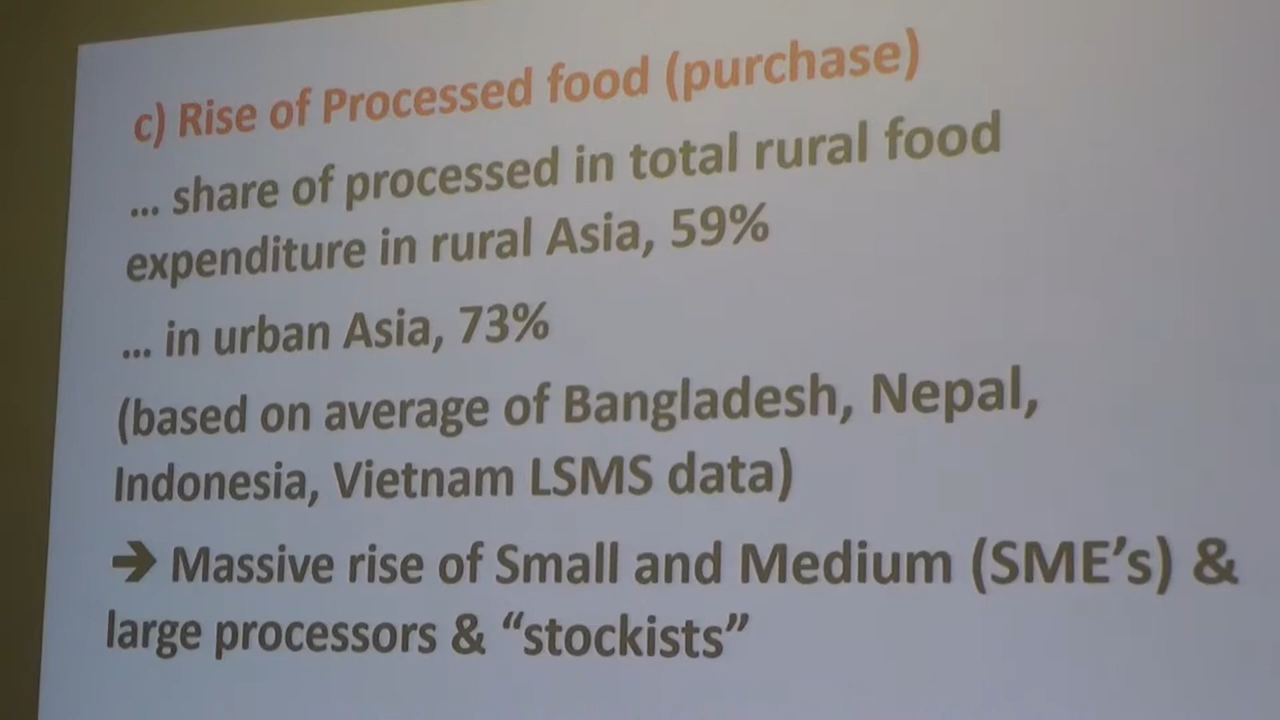 c) Rise of Processed food (purchase)
... share of processed in total rural food
expenditure in rural Asia, 59%
... in urban Asia, 73%
(based on average of Bangladesh, Nepal,
Indonesia, Vietnam LSMS data)
➔ Massive rise of Small and Medium (SME’s) &
large processors & “stockists”